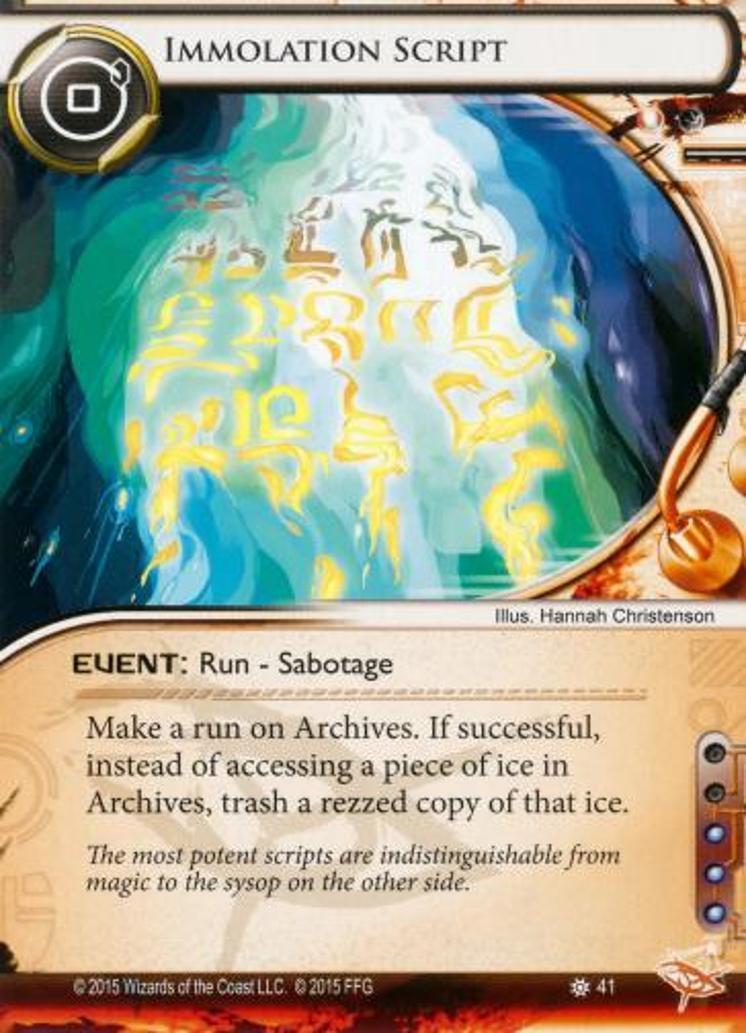 Immolation Script
Illus. Hannah Christenson
EVENT: Run - Sabotage
Make a run on Archives. If successful,
instead of accessing a piece of ice in
Archives, trash a rezzed copy of that ice.
The most potent scripts are indistinguishable from
magic to the sysop on the other side.
© 2015 Wizards of the Coast LLC. © 2015 FFG
41